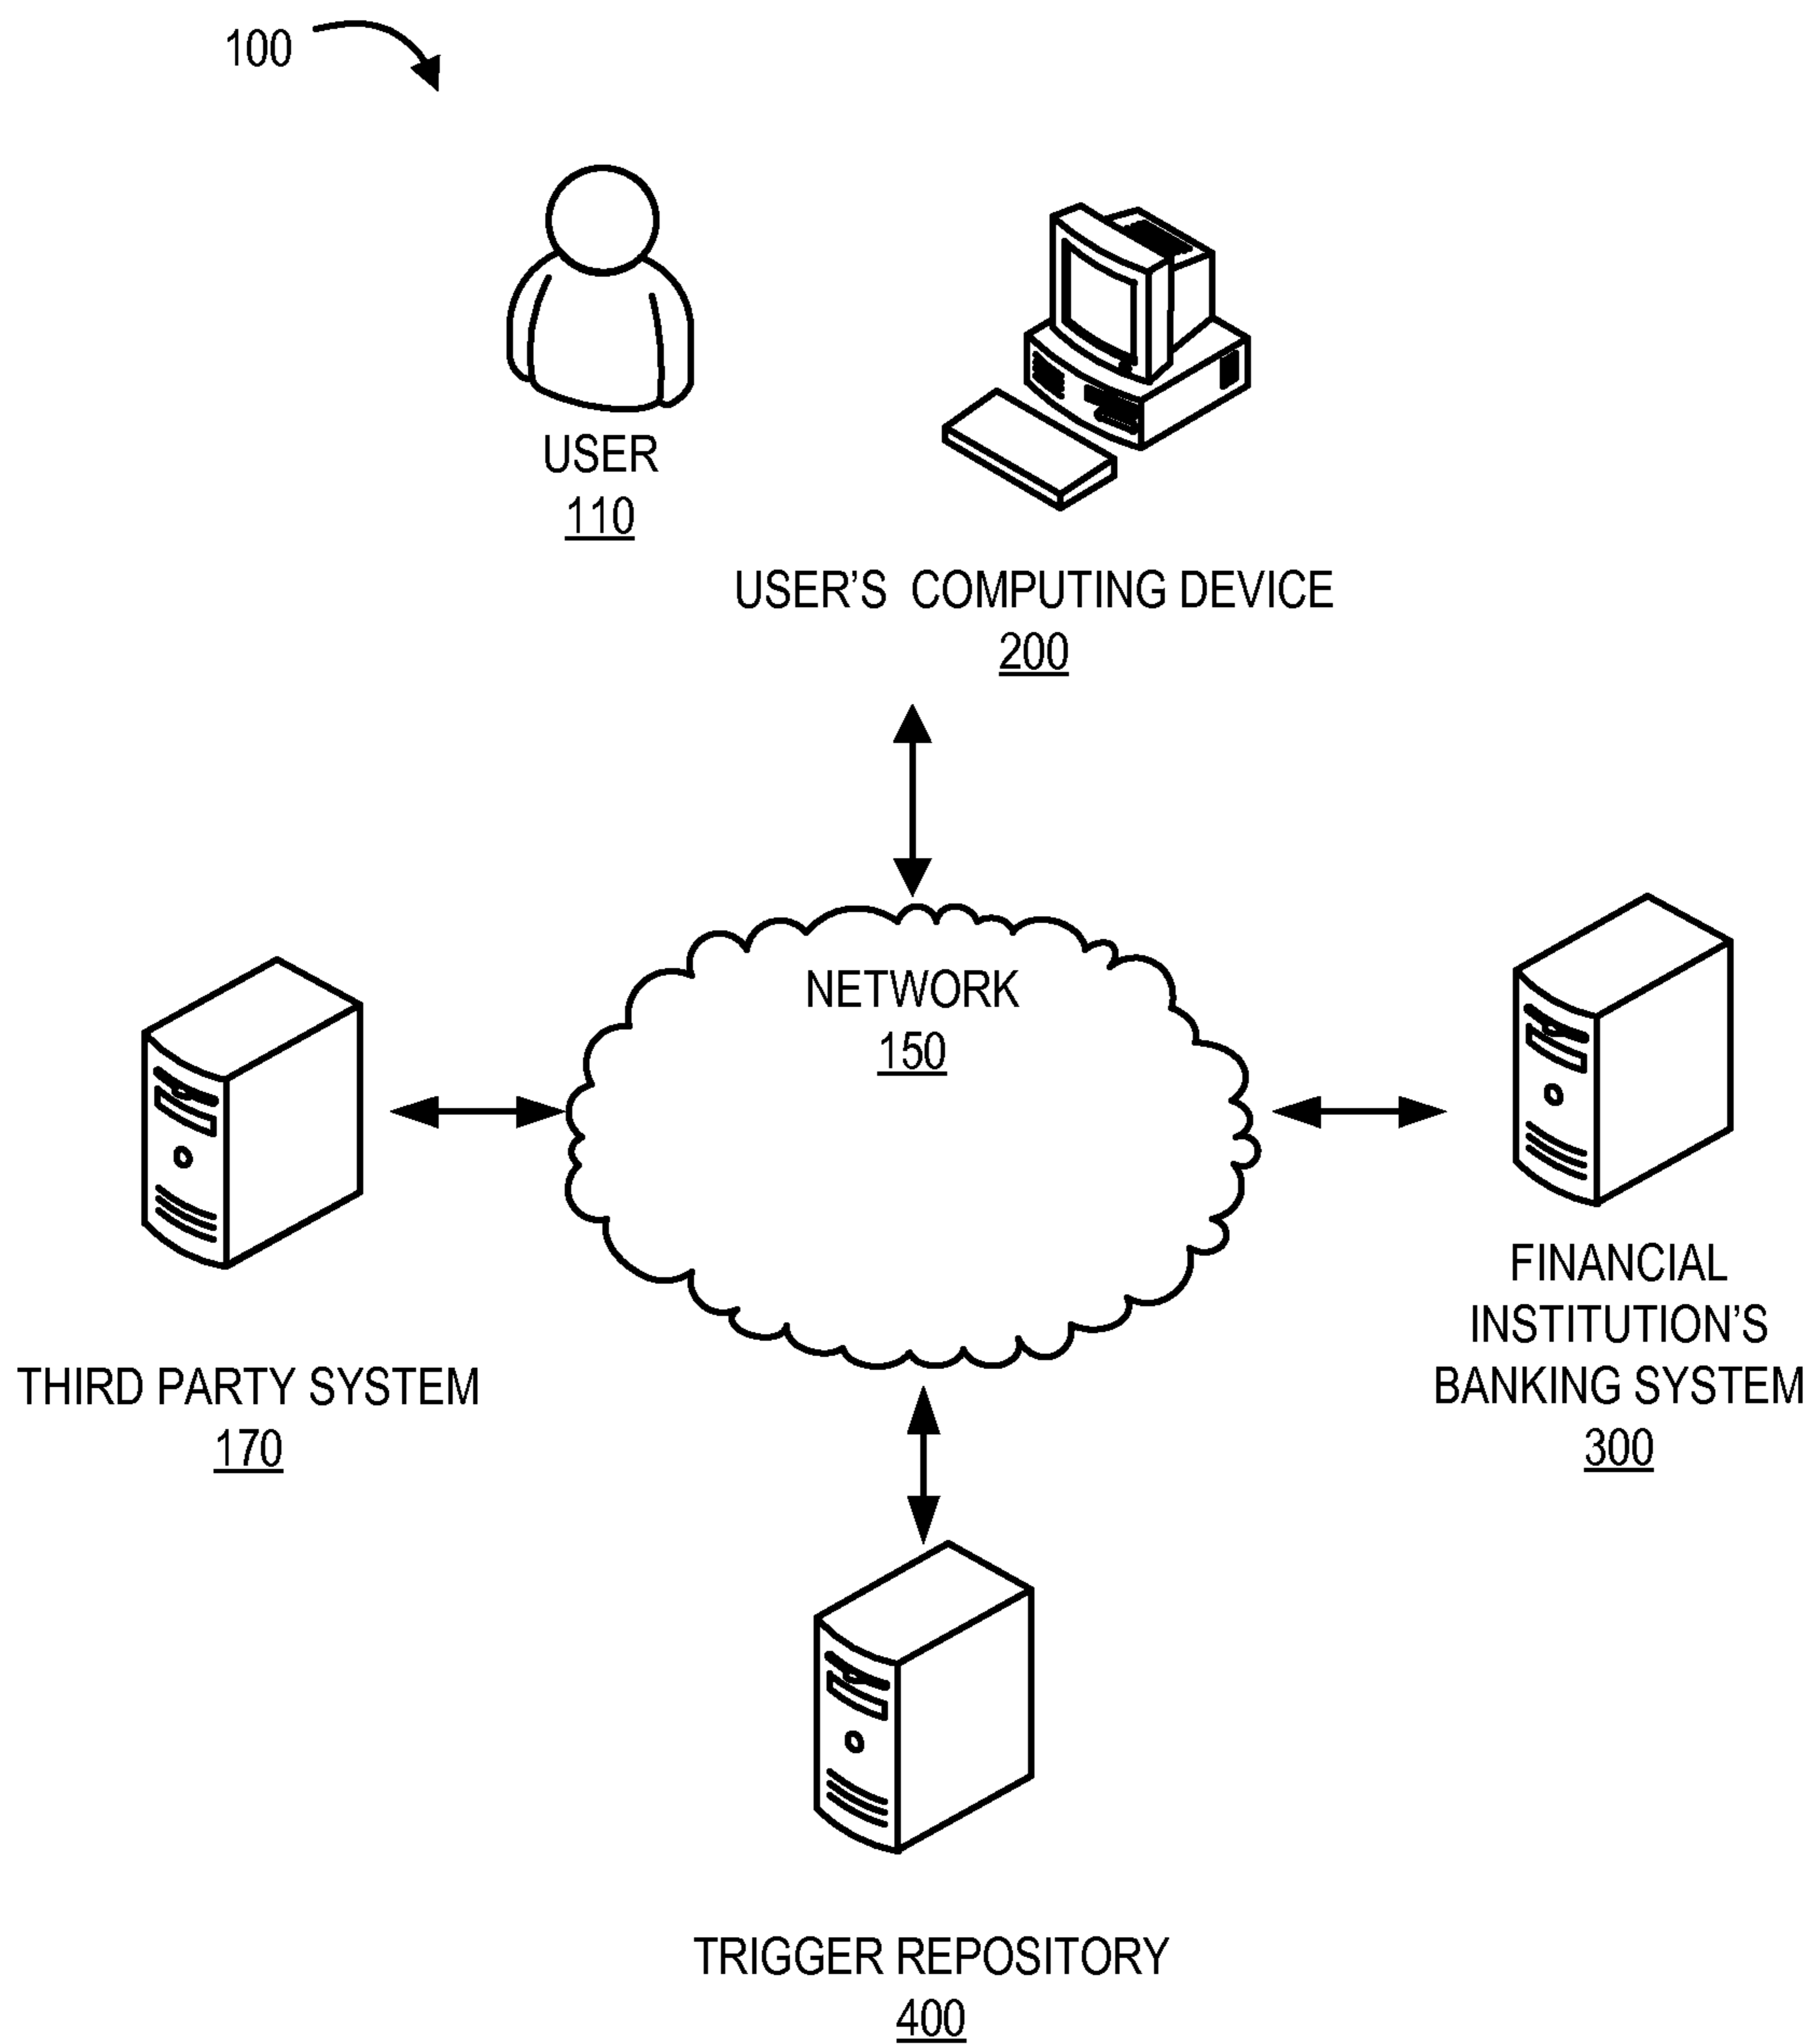 100
USER
110
USER'S COMPUTING DEVICE
200
NETWORK
150
THIRD PARTY SYSTEM
170
FINANCIAL
INSTITUTION'S
BANKING SYSTEM
300
TRIGGER REPOSITORY
400